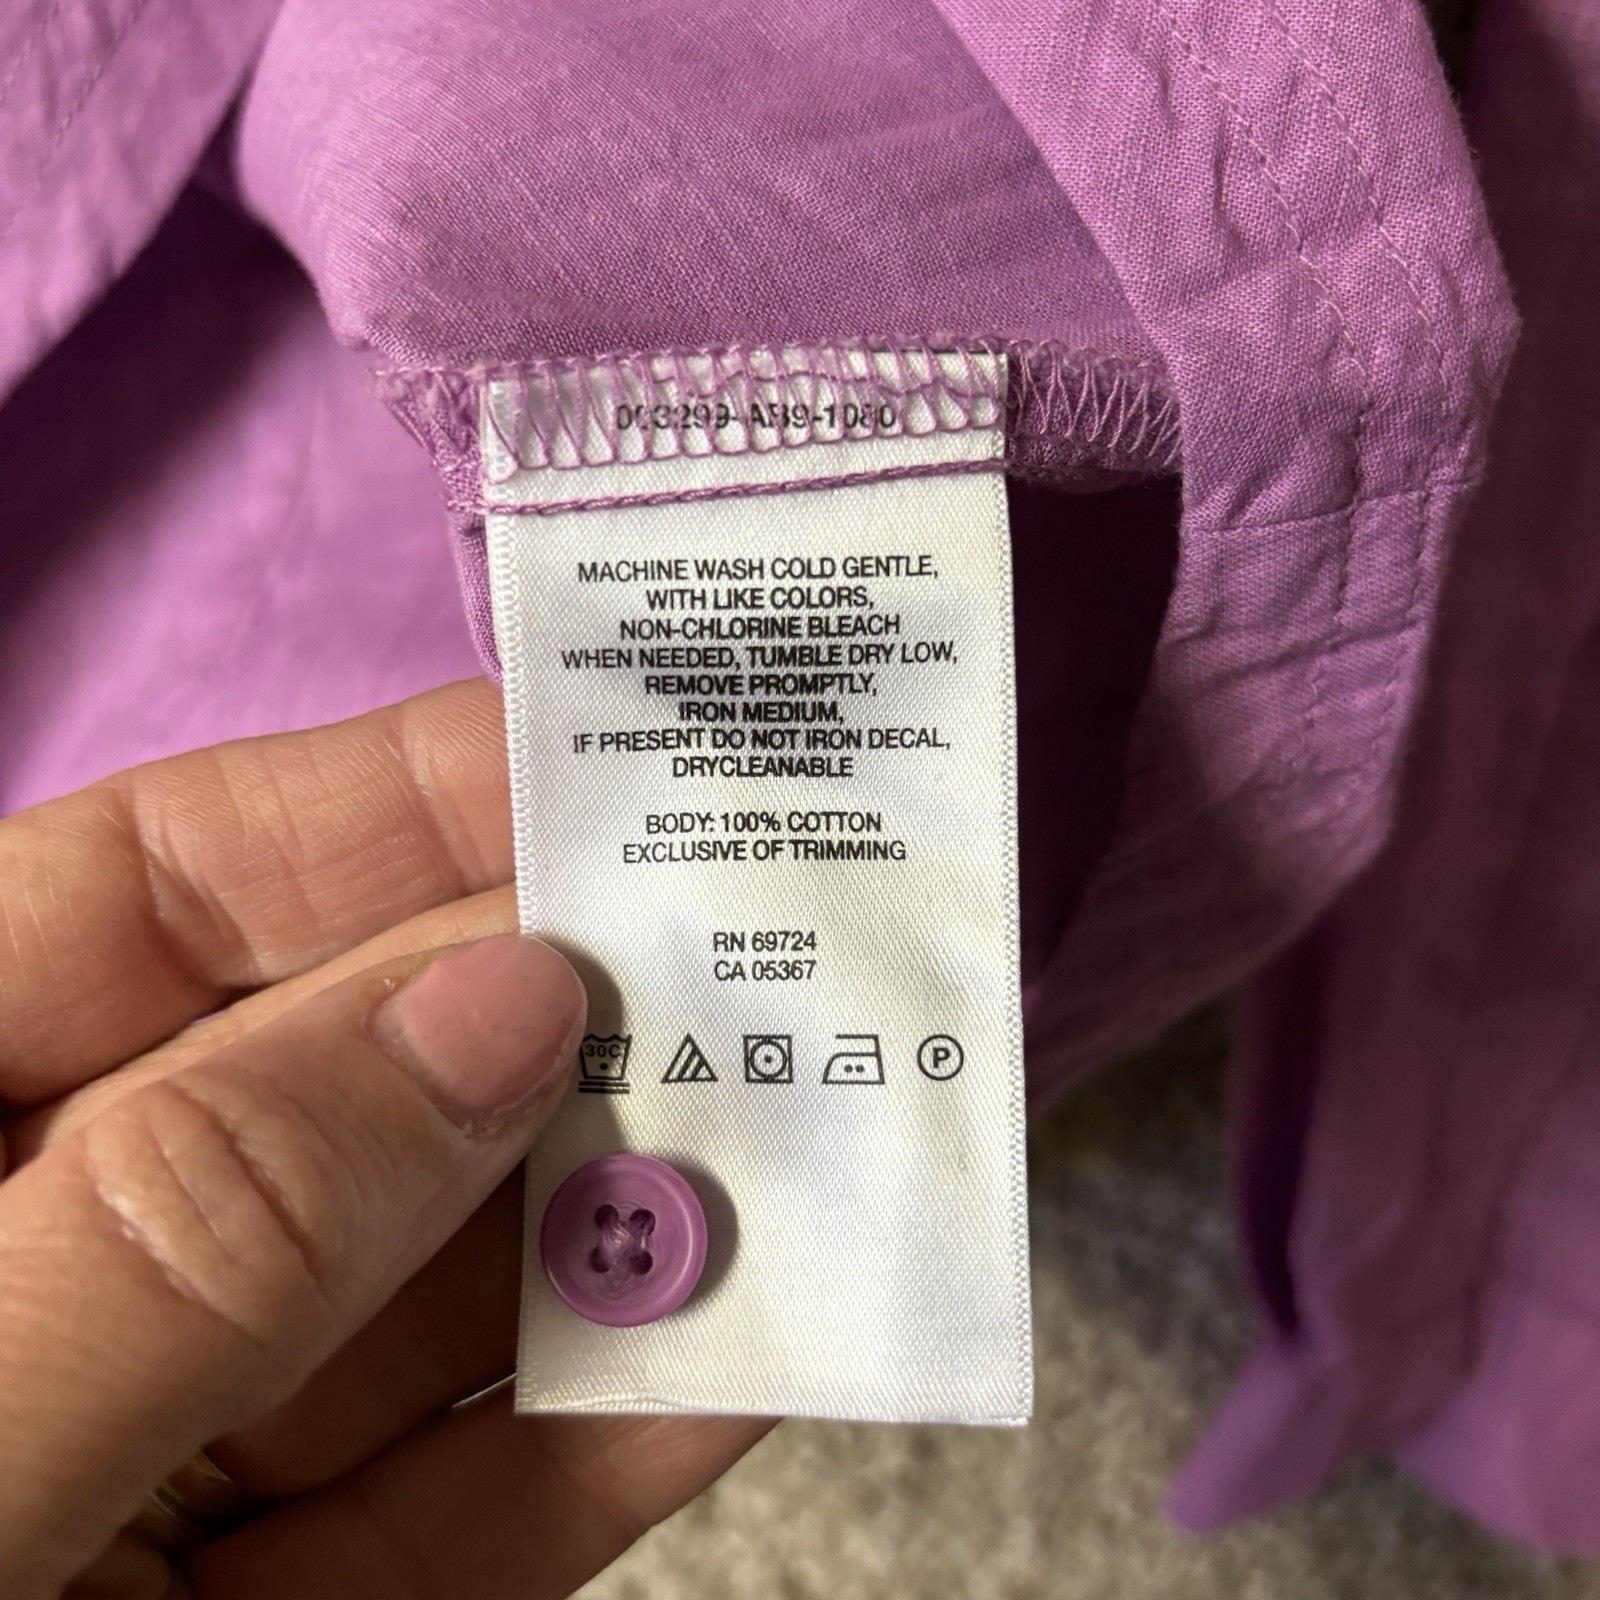 MACHINE WASH COLD GENTLE,
WITH LIKE COLORS,
NON-CHLORINE BLEACH
WHEN NEEDED, TUMBLE DRY LOW,
REMOVE PROMPTLY,
IRON MEDIUM,
IF PRESENT DO NOT IRON DECAL,
DRYCLEANABLE
BODY: 100% COTTON
EXCLUSIVE OF TRIMMING
RN 69724
CA 05367
30C
P